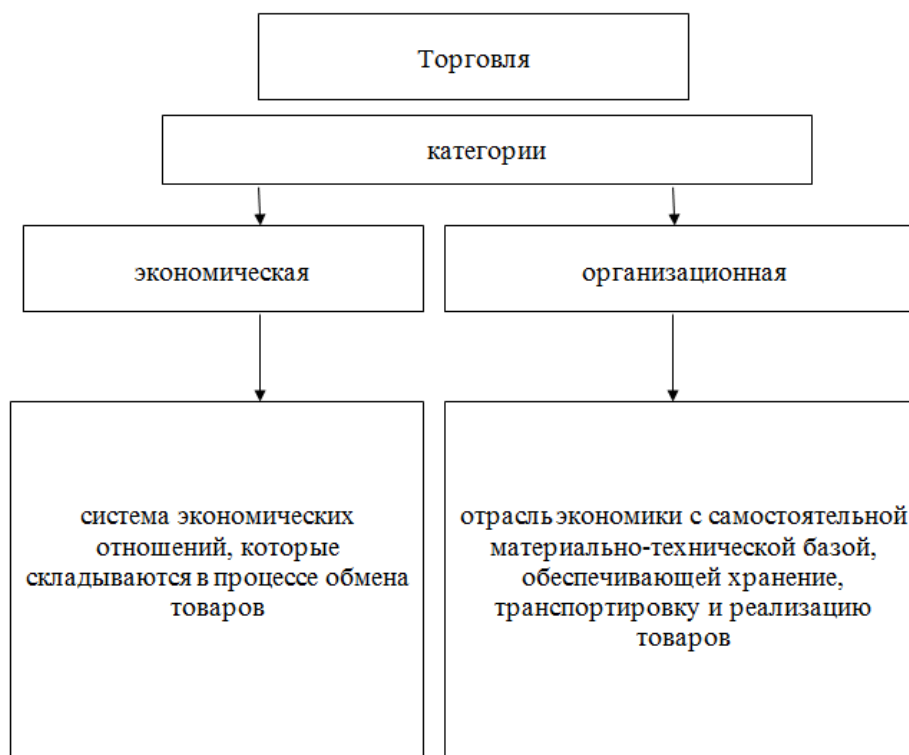 Торговля
категории
экономическая
организационная
система экономических
отношений, которые
складываются в процессе обмена
товаров
отрасль экономики с самостоятельной
материально-технической базой,
обеспечивающей хранение,
транспортировку и реализацию
товаров